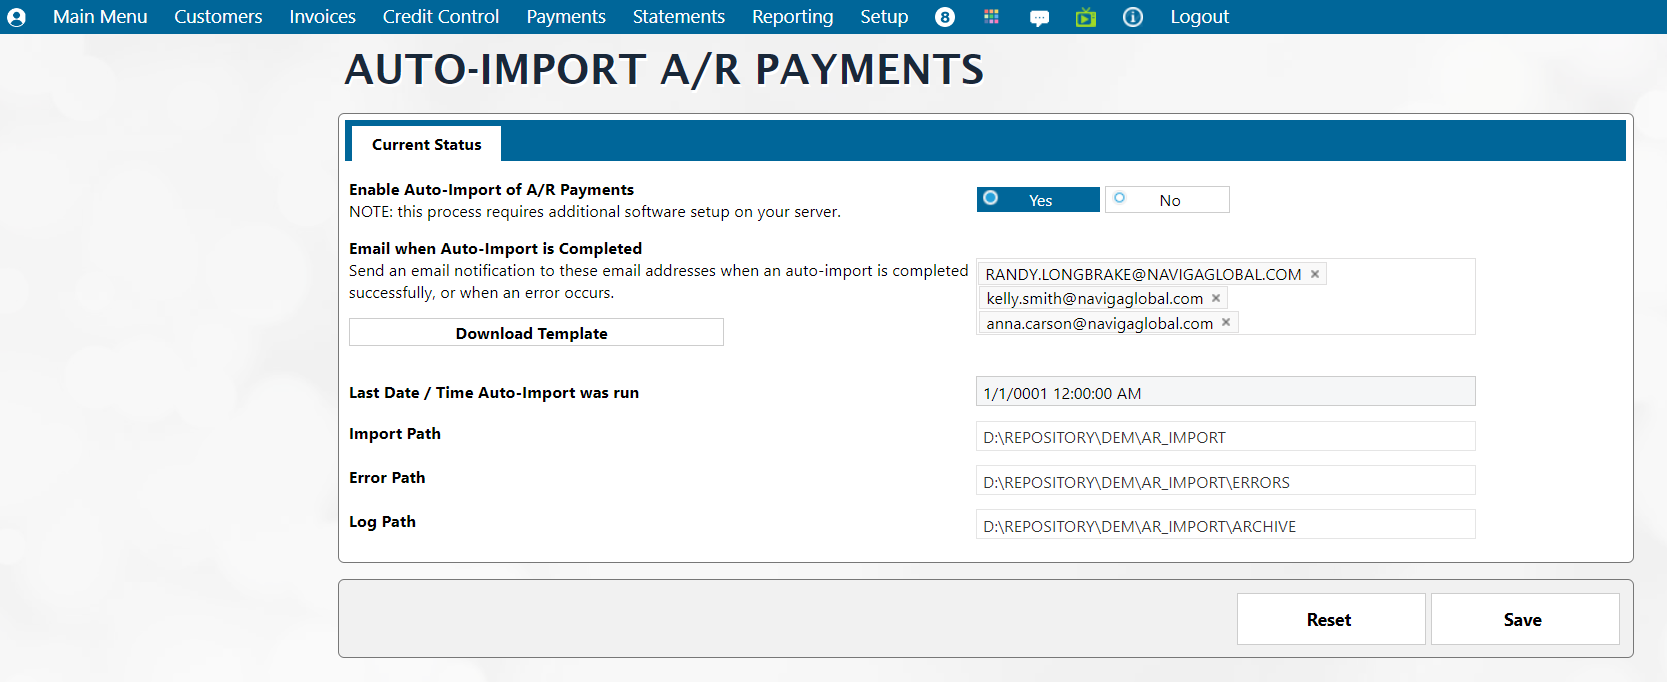 Main Menu Customers Invoices Credit Control Payments Statements Reporting Setup 8 Logout
AUTO-IMPORT A/R PAYMENTS
Current Status
Enable Auto-Import of A/R Payments
NOTE: this process requires additional software setup on your server.
Yes No
Email when Auto-Import is Completed
Send an email notification to these email addresses when an auto-import is completed
successfully, or when an error occurs.
RANDY.LONGBRAKE@NAVIGAGLOBAL.COM ×
kelly.smith@navigaglobal.com ×
anna.carson@navigaglobal.com ×
Download Template
Last Date / Time Auto-Import was run
1/1/0001 12:00:00 AM
Import Path
D:\REPOSITORY\DEM\AR_IMPORT
Error Path
D:\REPOSITORY\DEM\AR_IMPORT\ERRORS
Log Path
D:\REPOSITORY\DEM\AR_IMPORT\ARCHIVE
Reset Save